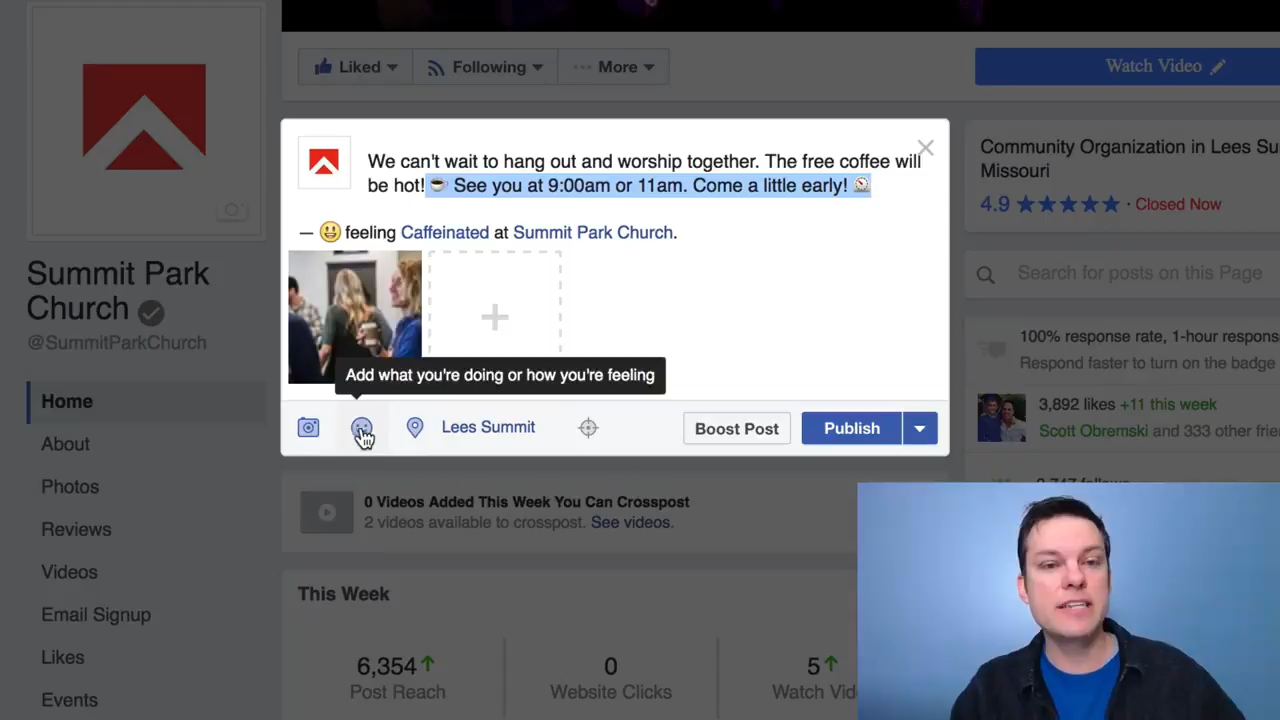 Liked
Following
More
Watch Video
We can't wait to hang out and worship together. The free coffee will
be hot! ☕ See you at 9:00am or 11am. Come a little early!
— 😃 feeling Caffeinated at Summit Park Church.
Add what you're doing or how you're feeling
Lees Summit
Boost Post
Publish
Summit Park
Church
@SummitParkChurch
Home
About
Photos
Reviews
Videos
Email Signup
Likes
Events
0 Videos Added This Week You Can Crosspost
2 videos available to crosspost. See videos.
This Week
6,354
Post Reach
0
Website Clicks
5
Watch Vid
Community Organization in Lees Su
Missouri
4.9 ★★★★★ · Closed Now
Search for posts on this Page
100% response rate, 1-hour respons
Respond faster to turn on the badge
3,892 likes +11 this week
Scott Obremski and 333 other frie